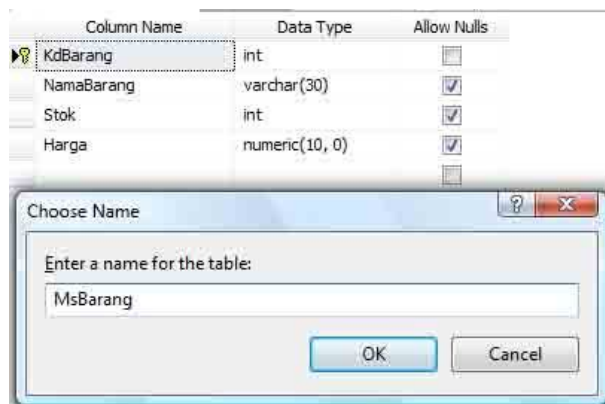 Column Name Data Type Allow Nulls
KdBarang int
NamaBarang varchar(30)
Stok int
Harga numeric(10, 0)
Choose Name
Enter a name for the table:
MsBarang
OK Cancel